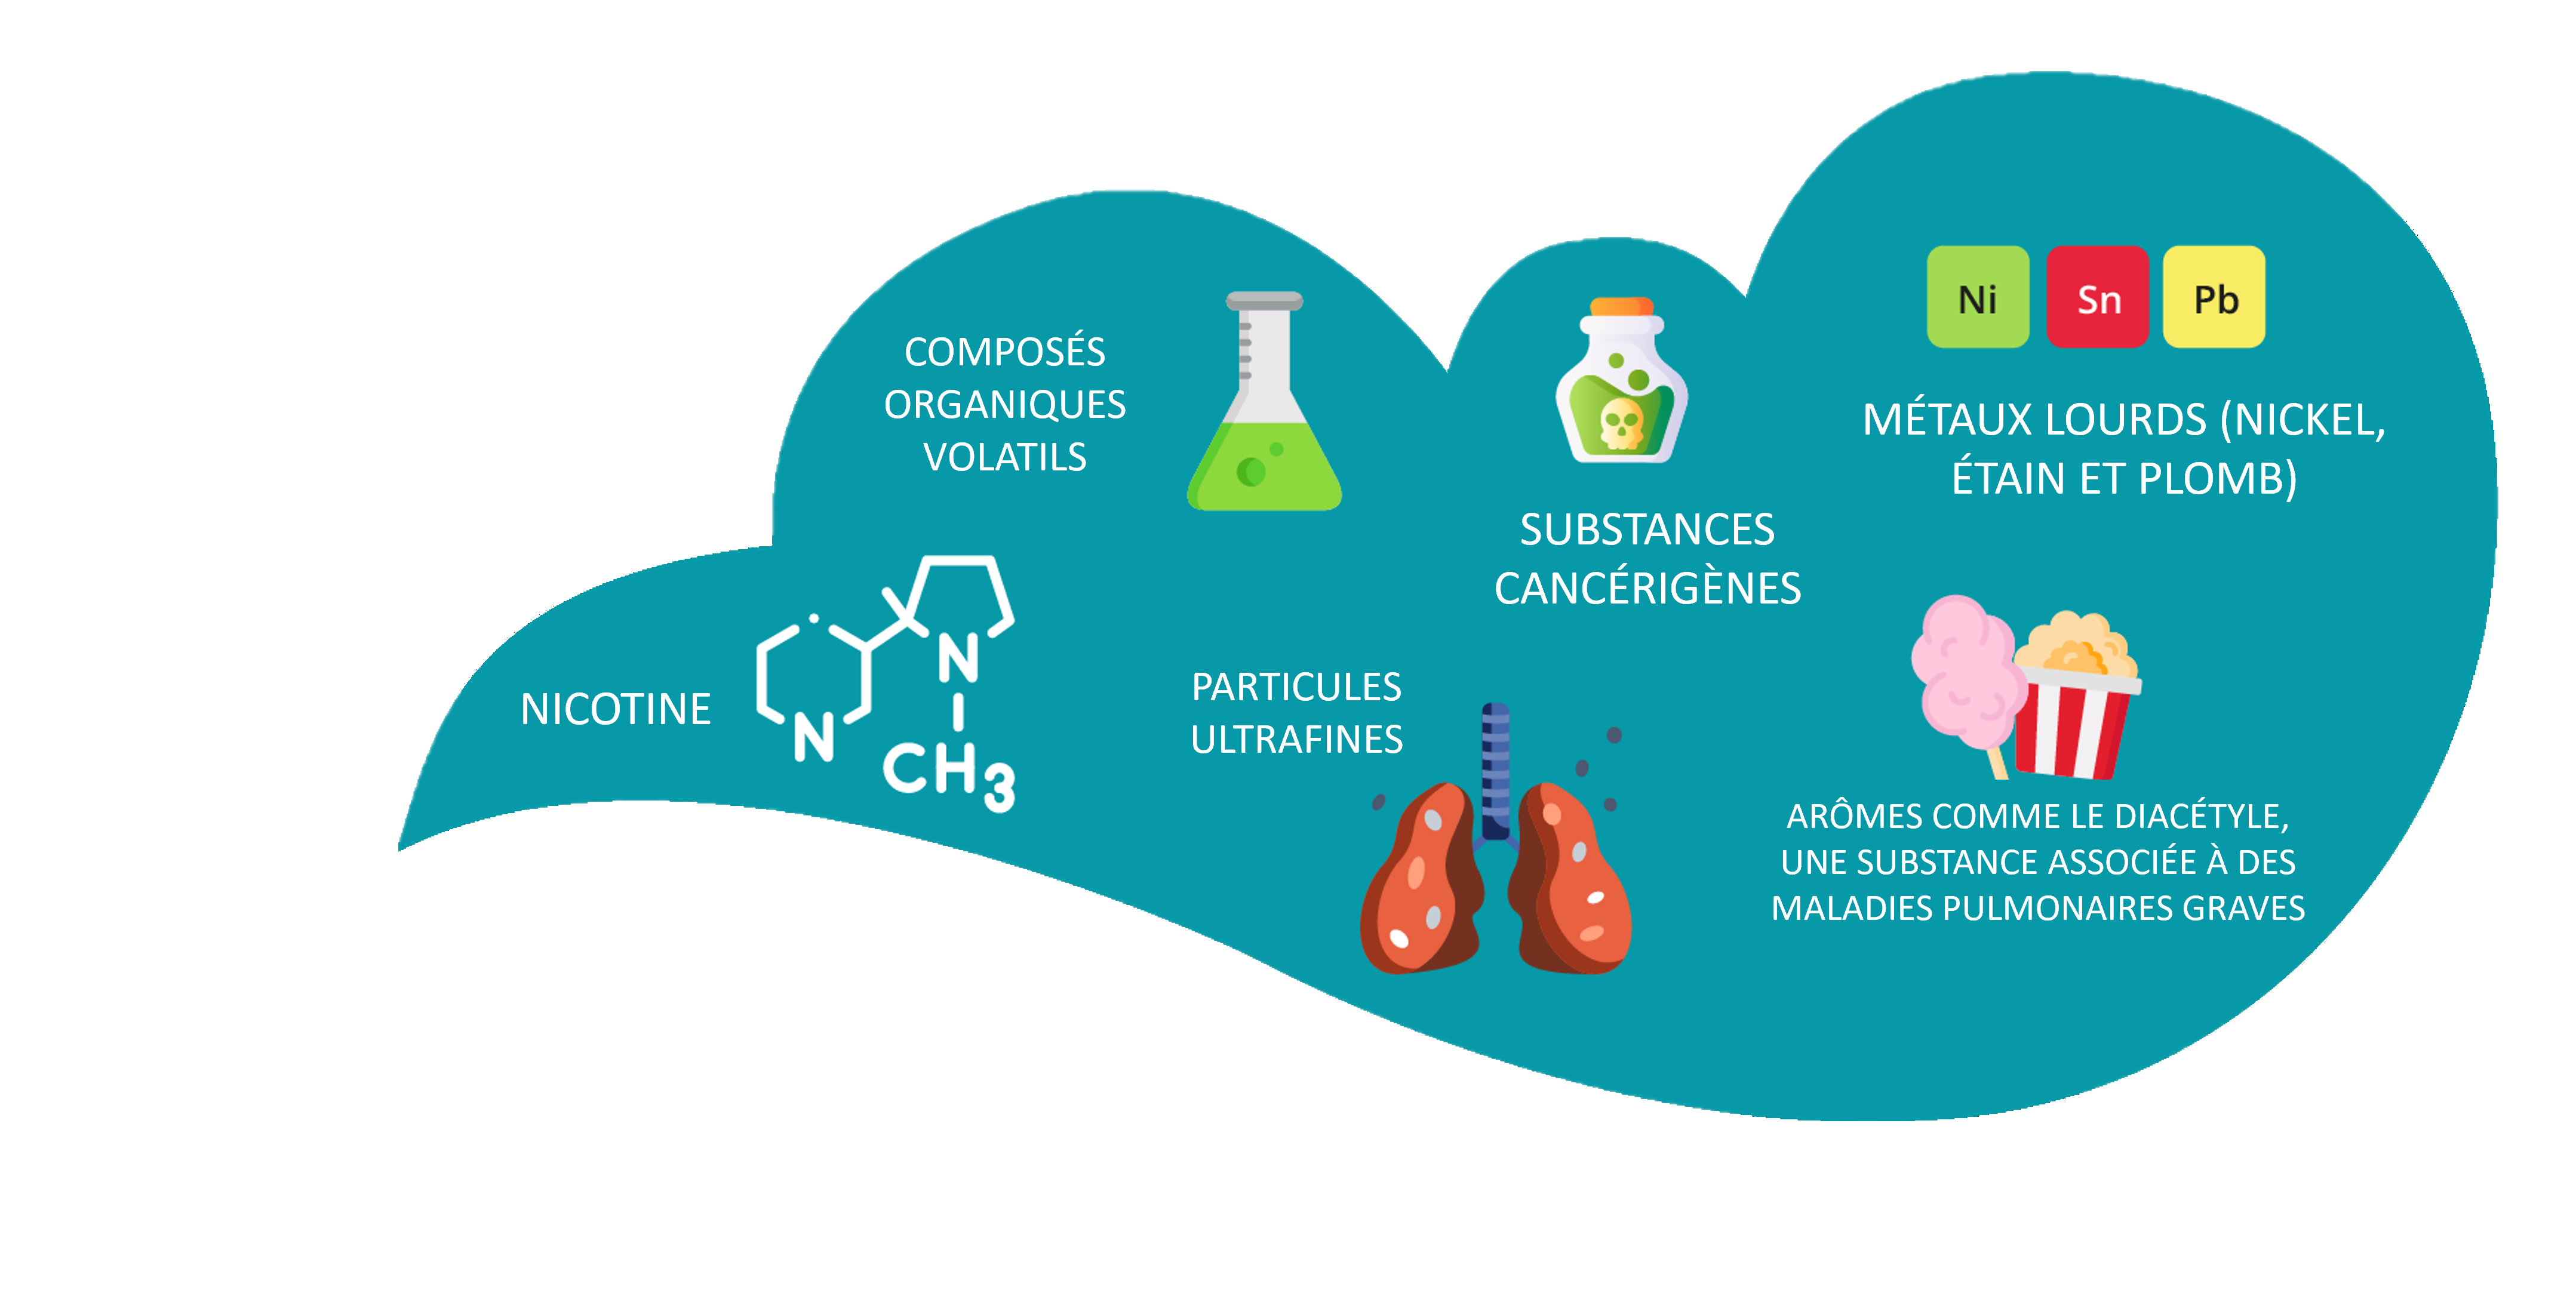 COMPOSÉS
ORGANIQUES
VOLATILS
NICOTINE
N
N
CH3
PARTICULES
ULTRAFINES
SUBSTANCES
CANCÉRIGÈNES
Ni Sn Pb
MÉTAUX LOURDS (NICKEL,
ÉTAIN ET PLOMB)
ARÔMES COMME LE DIACÉTYLE,
UNE SUBSTANCE ASSOCIÉE À DES
MALADIES PULMONAIRES GRAVES